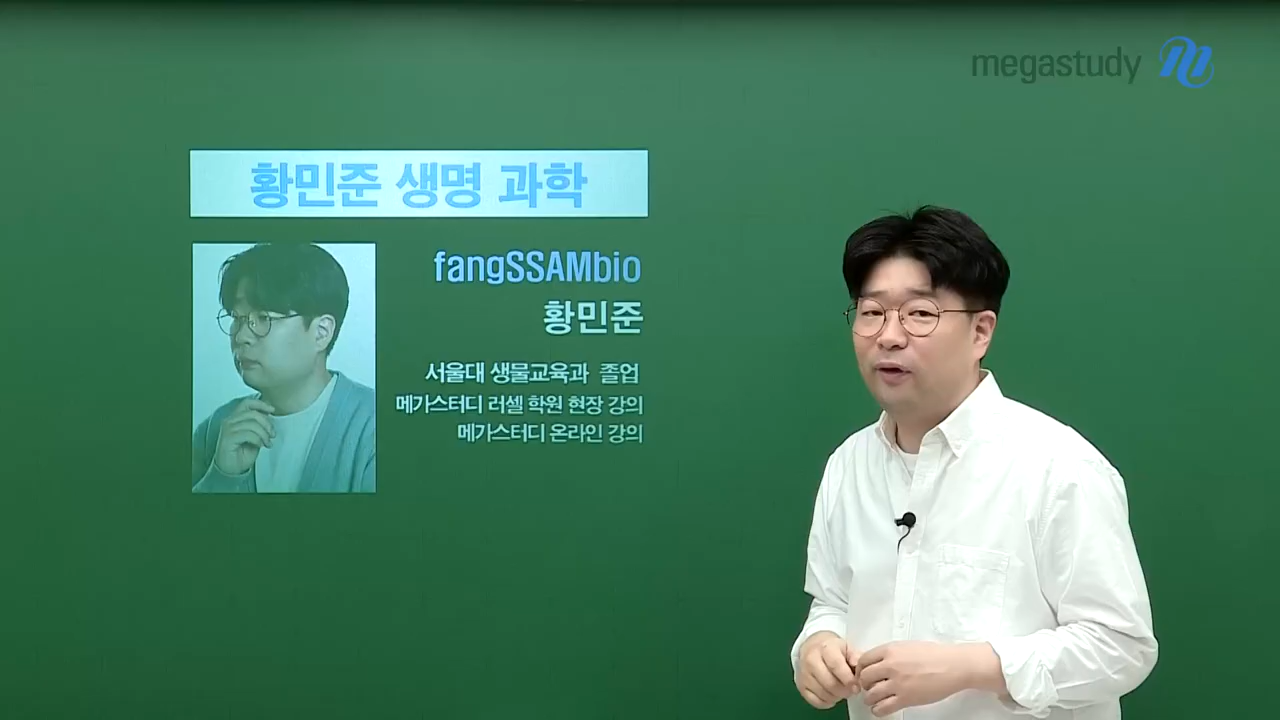 megastudy
황민준 생명 과학
fangSSAMbio
황민준
서울대 생물교육과 졸업
메가스터디 러셀 학원 현장 강의
메가스터디 온라인 강의